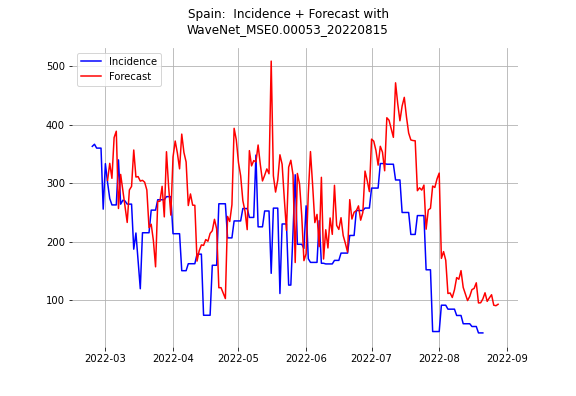 Spain:  Incidence + Forecast with
WaveNet_MSE0.00053_20220815
Incidence
Forecast
500
400
300
200
100
2022-03 2022-04 2022-05 2022-06 2022-07 2022-08 2022-09